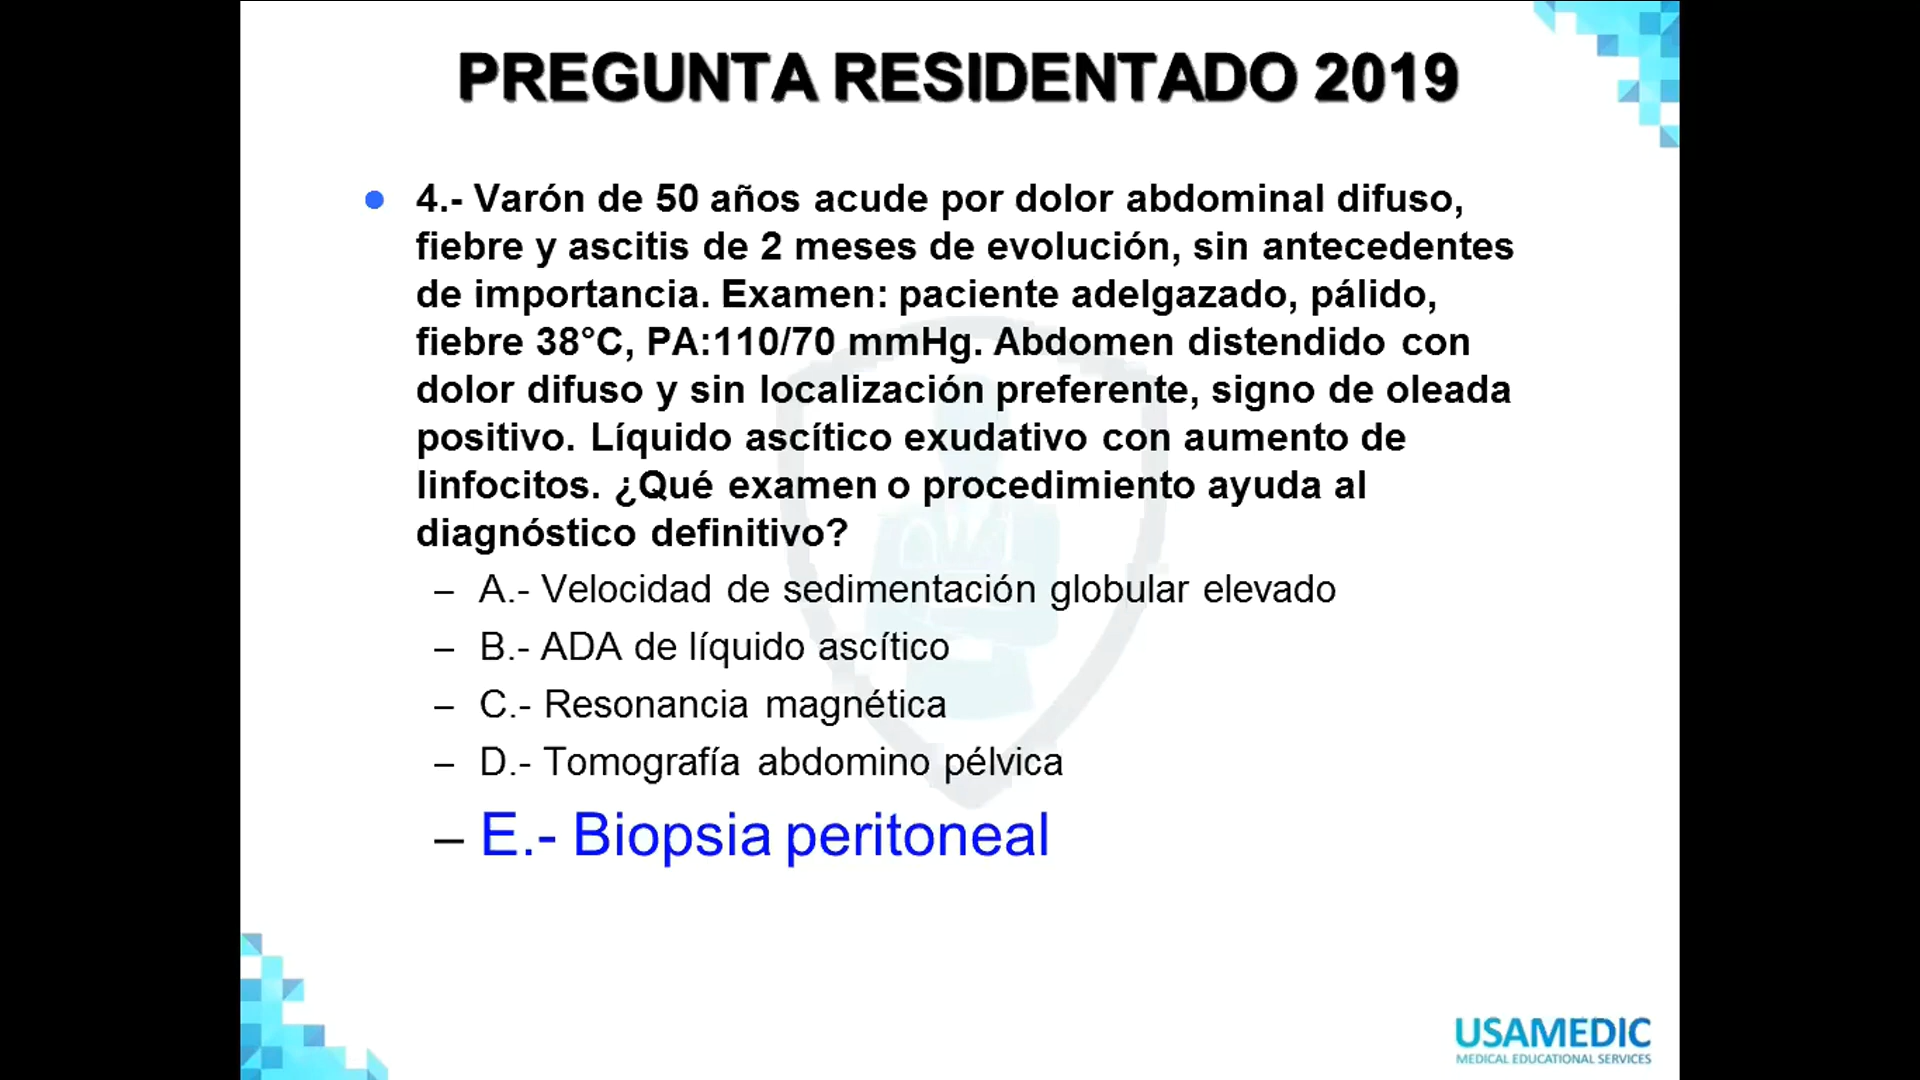 PREGUNTA RESIDENTADO 2019
● 4.- Varón de 50 años acude por dolor abdominal difuso,
fiebre y ascitis de 2 meses de evolución, sin antecedentes
de importancia. Examen: paciente adelgazado, pálido,
fiebre 38°C, PA:110/70 mmHg. Abdomen distendido con
dolor difuso y sin localización preferente, signo de oleada
positivo. Líquido ascítico exudativo con aumento de
linfocitos. ¿Qué examen o procedimiento ayuda al
diagnóstico definitivo?
– A.- Velocidad de sedimentación globular elevado
– B.- ADA de líquido ascítico
– C.- Resonancia magnética
– D.- Tomografía abdomino pélvica
– E.- Biopsia peritoneal
USAMEDIC
MEDICAL EDUCATIONAL SERVICES